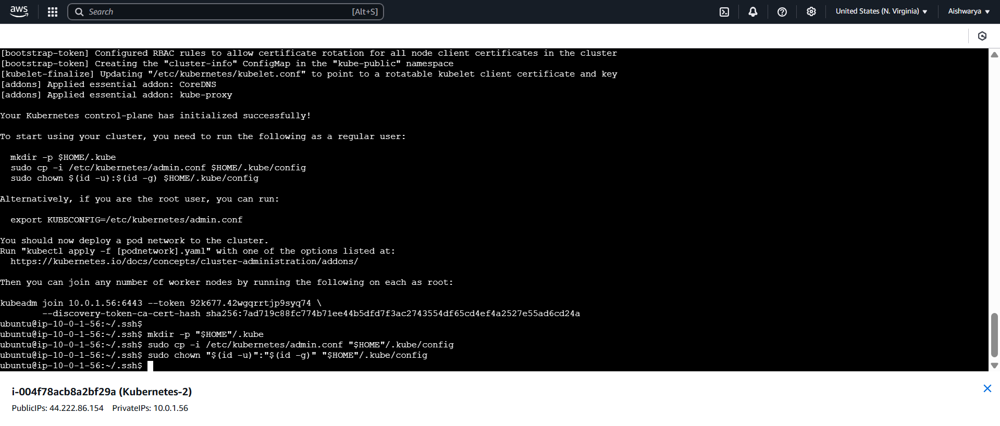 aws
Search [Alt+S]
United States (N. Virginia)
Aishwarya
[bootstrap-token] Configured RBAC rules to allow certificate rotation for all node client certificates in the cluster
[bootstrap-token] Creating the "cluster-info" ConfigMap in the "kube-public" namespace
[kubelet-finalize] Updating "/etc/kubernetes/kubelet.conf" to point to a rotatable kubelet client certificate and key
[addons] Applied essential addon: CoreDNS
[addons] Applied essential addon: kube-proxy
Your Kubernetes control-plane has initialized successfully!
To start using your cluster, you need to run the following as a regular user:
mkdir -p $HOME/.kube
sudo cp -i /etc/kubernetes/admin.conf $HOME/.kube/config
sudo chown $(id -u):$(id -g) $HOME/.kube/config
Alternatively, if you are the root user, you can run:
export KUBECONFIG=/etc/kubernetes/admin.conf
You should now deploy a pod network to the cluster.
Run "kubectl apply -f [podnetwork].yaml" with one of the options listed at:
https://kubernetes.io/docs/concepts/cluster-administration/addons/
Then you can join any number of worker nodes by running the following on each as root:
kubeadm join 10.0.1.56:6443 --token 92k677.42wgqrrtjp9syq74 \
--discovery-token-ca-cert-hash sha256:7ad719c88fc774b71ee44b5dfd7f3ac2743554df65cd4ef4a2527e55ad6cd24a
ubuntu@ip-10-0-1-56:~/.ssh$
ubuntu@ip-10-0-1-56:~/.ssh$ mkdir -p "$HOME"/.kube
ubuntu@ip-10-0-1-56:~/.ssh$ sudo cp -i /etc/kubernetes/admin.conf "$HOME"/.kube/config
ubuntu@ip-10-0-1-56:~/.ssh$ sudo chown "$(id -u)":"$(id -g)" "$HOME"/.kube/config
ubuntu@ip-10-0-1-56:~/.ssh$
i-004f78acb8a2bf29a (Kubernetes-2)
PublicIPs: 44.222.86.154 PrivateIPs: 10.0.1.56